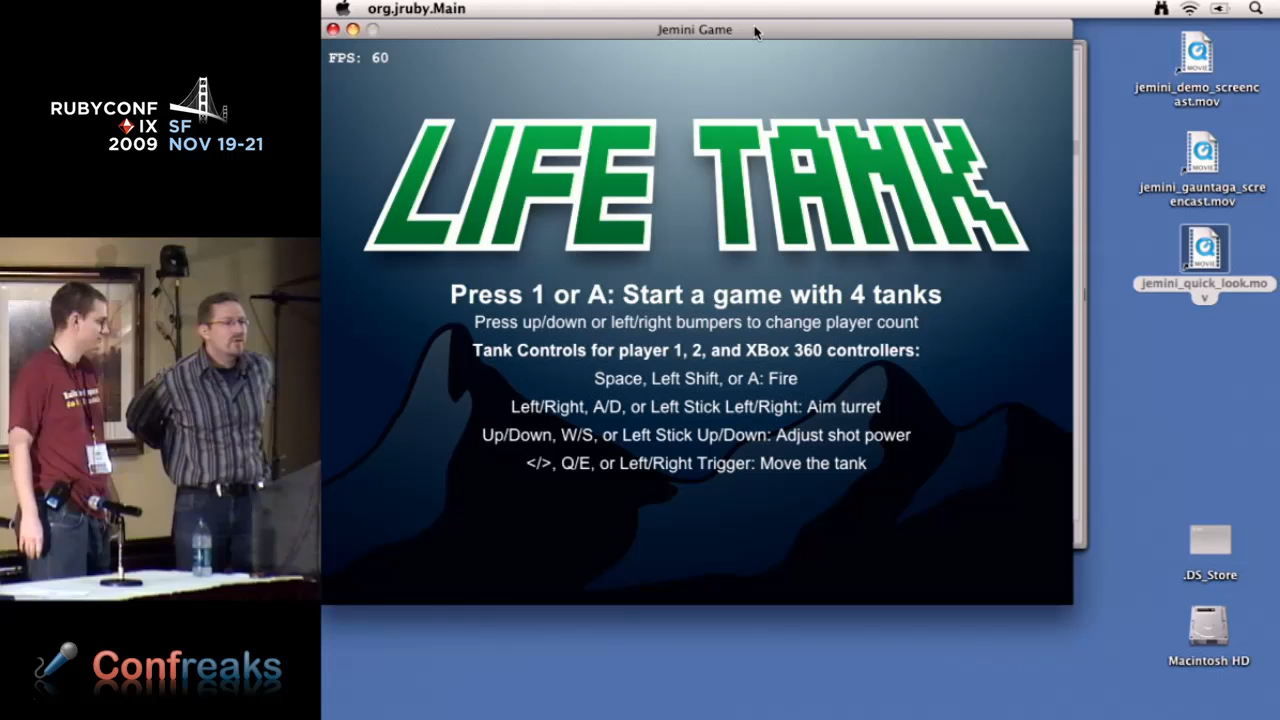 org.jruby.Main
Jemini Game
FPS: 60
LIFE TANK
Press 1 or A: Start a game with 4 tanks
Press up/down or left/right bumpers to change player count
Tank Controls for player 1, 2, and XBox 360 controllers:
Space, Left Shift, or A: Fire
Left/Right, A/D, or Left Stick Left/Right: Aim turret
Up/Down, W/S, or Left Stick Up/Down: Adjust shot power
</>, Q/E, or Left/Right Trigger: Move the tank
RUBYCONF
IX SF
2009 NOV 19-21
Confreaks
MOVIE
jemini_demo_screenc
ast.mov
MOVIE
jemini_gauntaga_scre
encast.mov
MOVIE
jemini_quick_look.mo
v
.DS_Store
Macintosh HD